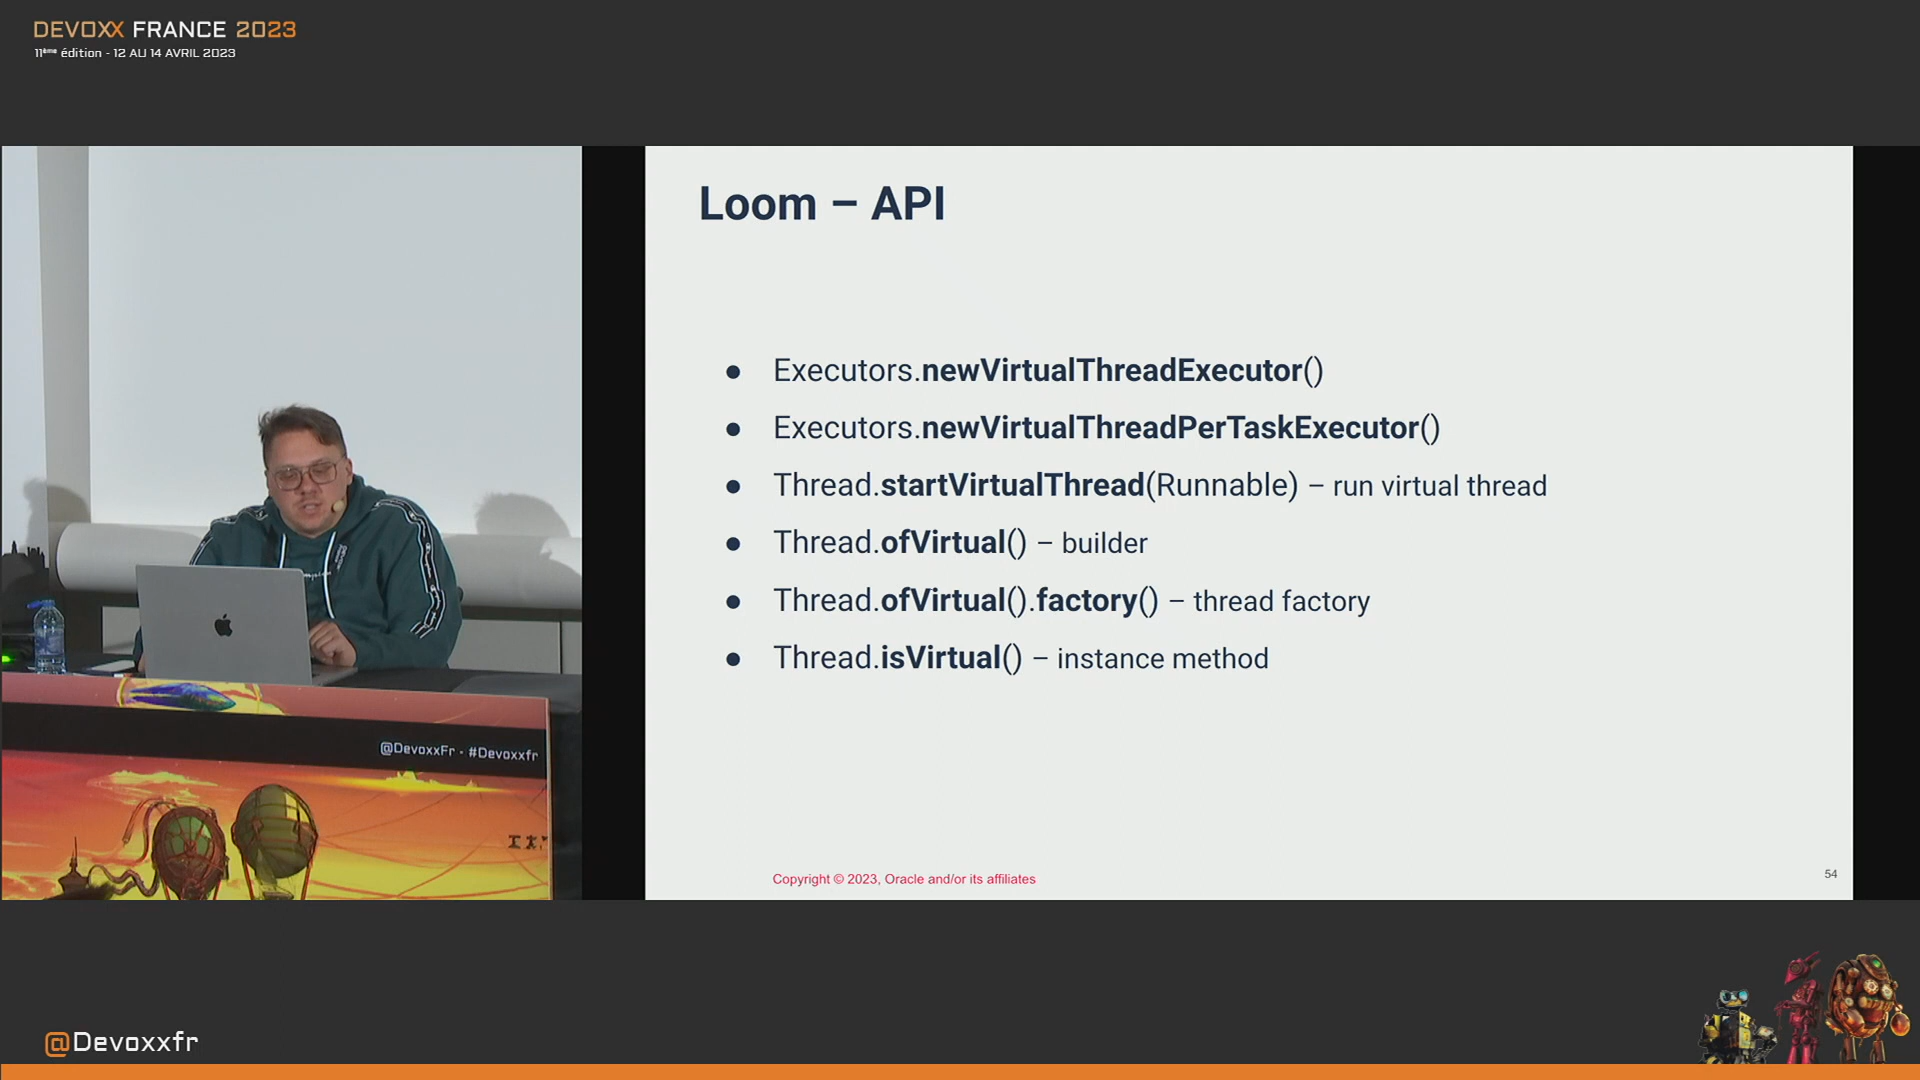 DEVOXX FRANCE 2023
11ème édition - 12 AU 14 AVRIL 2023
Loom – API
● Executors.newVirtualThreadExecutor()
● Executors.newVirtualThreadPerTaskExecutor()
● Thread.startVirtualThread(Runnable) – run virtual thread
● Thread.ofVirtual() – builder
● Thread.ofVirtual().factory() – thread factory
● Thread.isVirtual() – instance method
@DevoxxFr - #Devoxxfr
Copyright © 2023, Oracle and/or its affiliates
54
@Devoxxfr